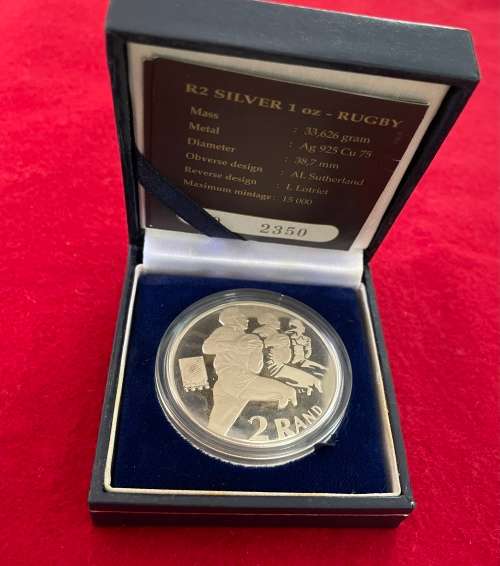 R2 SILVER 1 oz - RUGBY
Mass : 33,626 gram
Metal : Ag 925 Cu 75
Diameter : 38,7 mm
Obverse design : AL Sutherland
Reverse design : L Lotriet
Maximum mintage : 15 000
2350
2 RAND